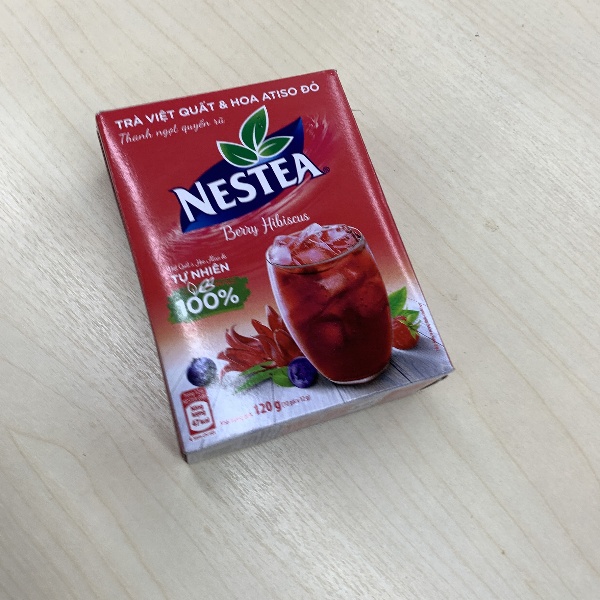 TRÀ VIỆT QUẤT & HOA ATISO ĐỎ
Thanh ngọt quyến rũ
NESTEA®
Berry Hibiscus
TỰ NHIÊN
100%
120 g